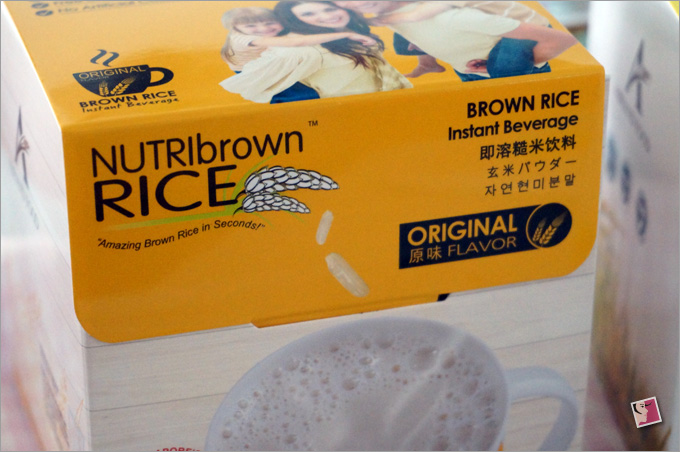 No Artificial
ORIGINAL
BROWN RICE
Instant Beverage
NUTRIbrown™
RICE
"Amazing Brown Rice in Seconds!"
BROWN RICE
Instant Beverage
即溶糙米饮料
玄米パウダー
자연현미분말
ORIGINAL
原味 FLAVOR